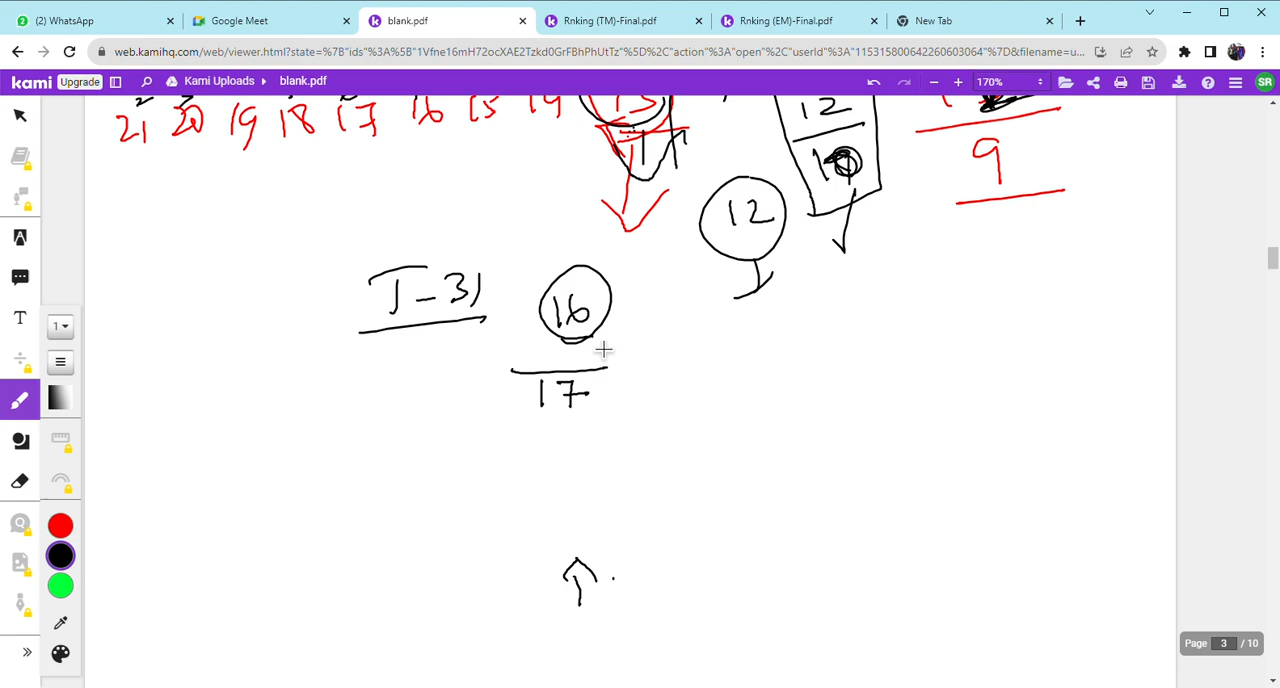 (2) WhatsApp
Google Meet
blank.pdf
Rnking (TM)-Final.pdf
Rnking (EM)-Final.pdf
New Tab
web.kamihq.com/web/viewer.html?state=%7B"ids"%3A%5B"1Vfne16mH72ocXAE2Tzkd0GrFBhPhUtTz"%5D%2C"action"%3A"open"%2C"userId"%3A"115315800642260603064"%7D&filename=u...
kami Upgrade
Kami Uploads
blank.pdf
170%
SR
21 20 19 18 17 16 15 14 13
12
9
12
T-31
16
17
1
T
Page 3 / 10